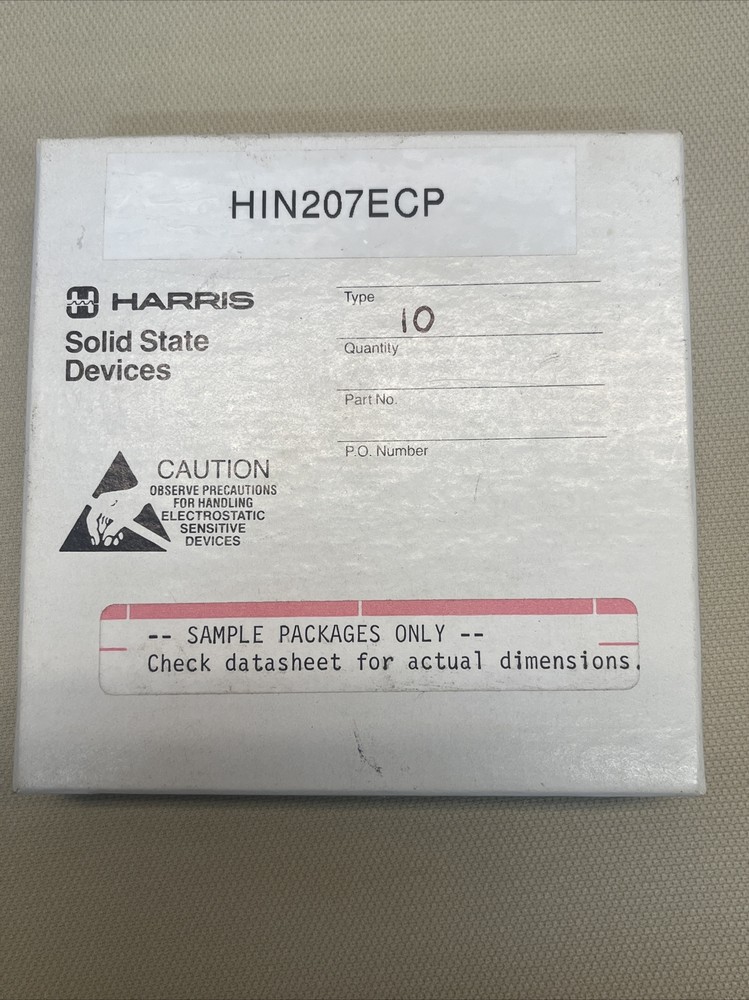 HIN207ECP
HARRIS
Solid State
Devices
Type
10
Quantity
Part No.
P.O. Number
CAUTION
OBSERVE PRECAUTIONS
FOR HANDLING
ELECTROSTATIC
SENSITIVE
DEVICES
-- SAMPLE PACKAGES ONLY --
Check datasheet for actual dimensions.